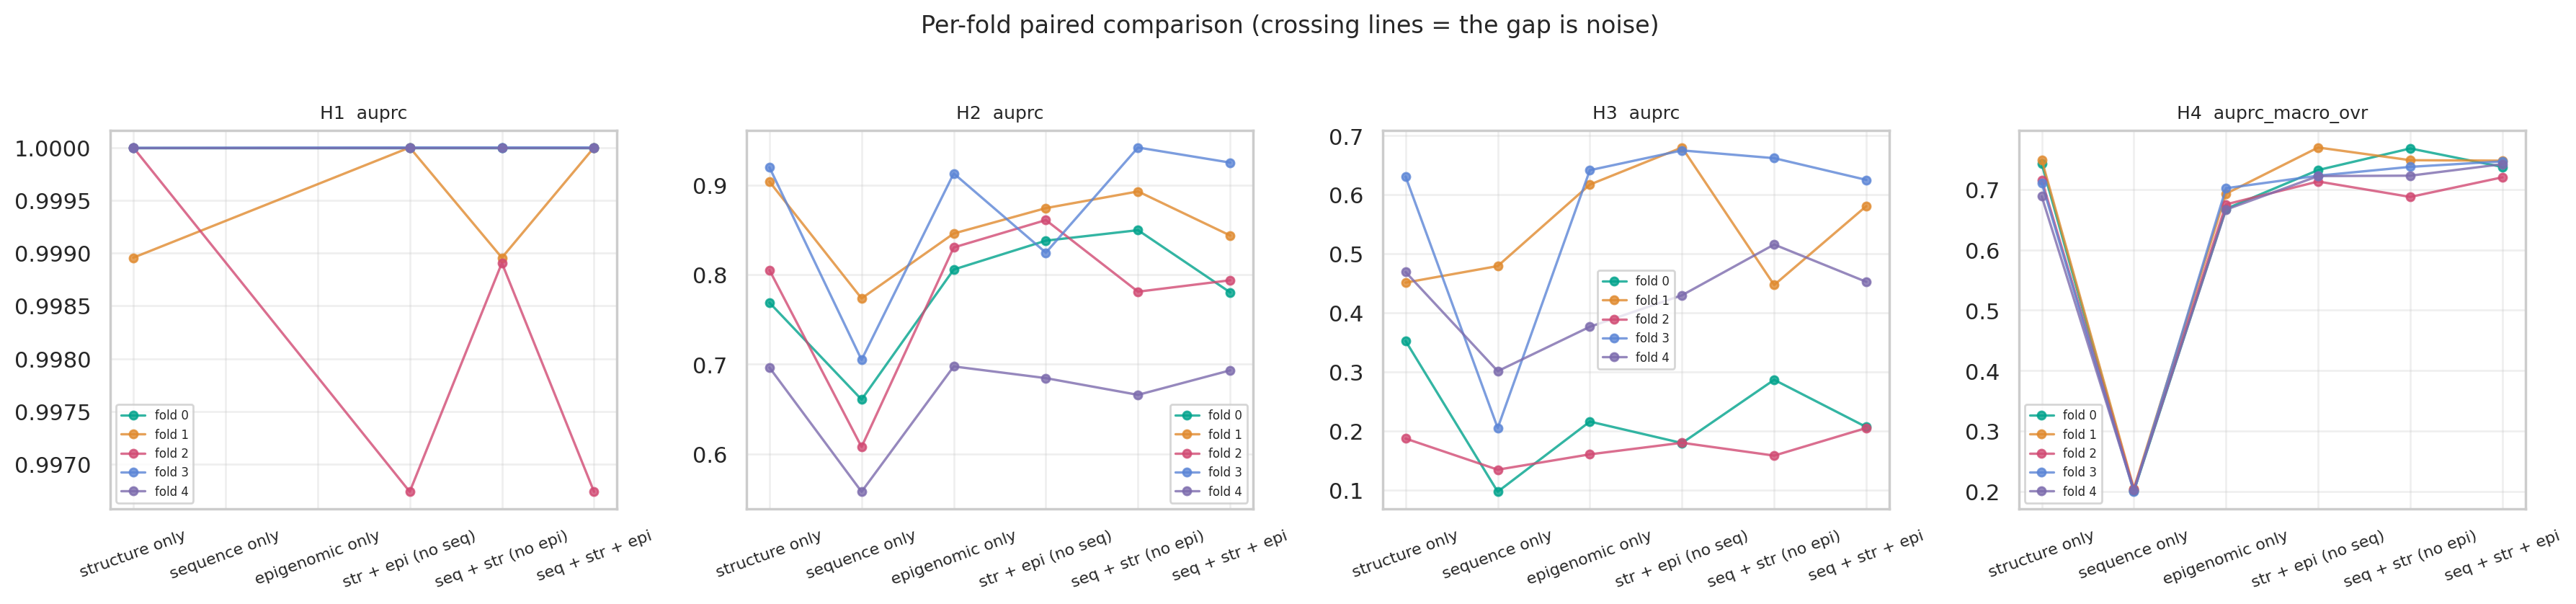 Per-fold paired comparison (crossing lines = the gap is noise)
H1  auprc
1.0000
0.9995
0.9990
0.9985
0.9980
0.9975
0.9970
fold 0
fold 1
fold 2
fold 3
fold 4
structure only
sequence only
epigenomic only
str + epi (no seq)
seq + str (no epi)
seq + str + epi
H2  auprc
0.9
0.8
0.7
0.6
fold 0
fold 1
fold 2
fold 3
fold 4
structure only
sequence only
epigenomic only
str + epi (no seq)
seq + str (no epi)
seq + str + epi
H3  auprc
0.7
0.6
0.5
0.4
0.3
0.2
0.1
fold 0
fold 1
fold 2
fold 3
fold 4
structure only
sequence only
epigenomic only
str + epi (no seq)
seq + str (no epi)
seq + str + epi
H4  auprc_macro_ovr
0.7
0.6
0.5
0.4
0.3
0.2
fold 0
fold 1
fold 2
fold 3
fold 4
structure only
sequence only
epigenomic only
str + epi (no seq)
seq + str (no epi)
seq + str + epi